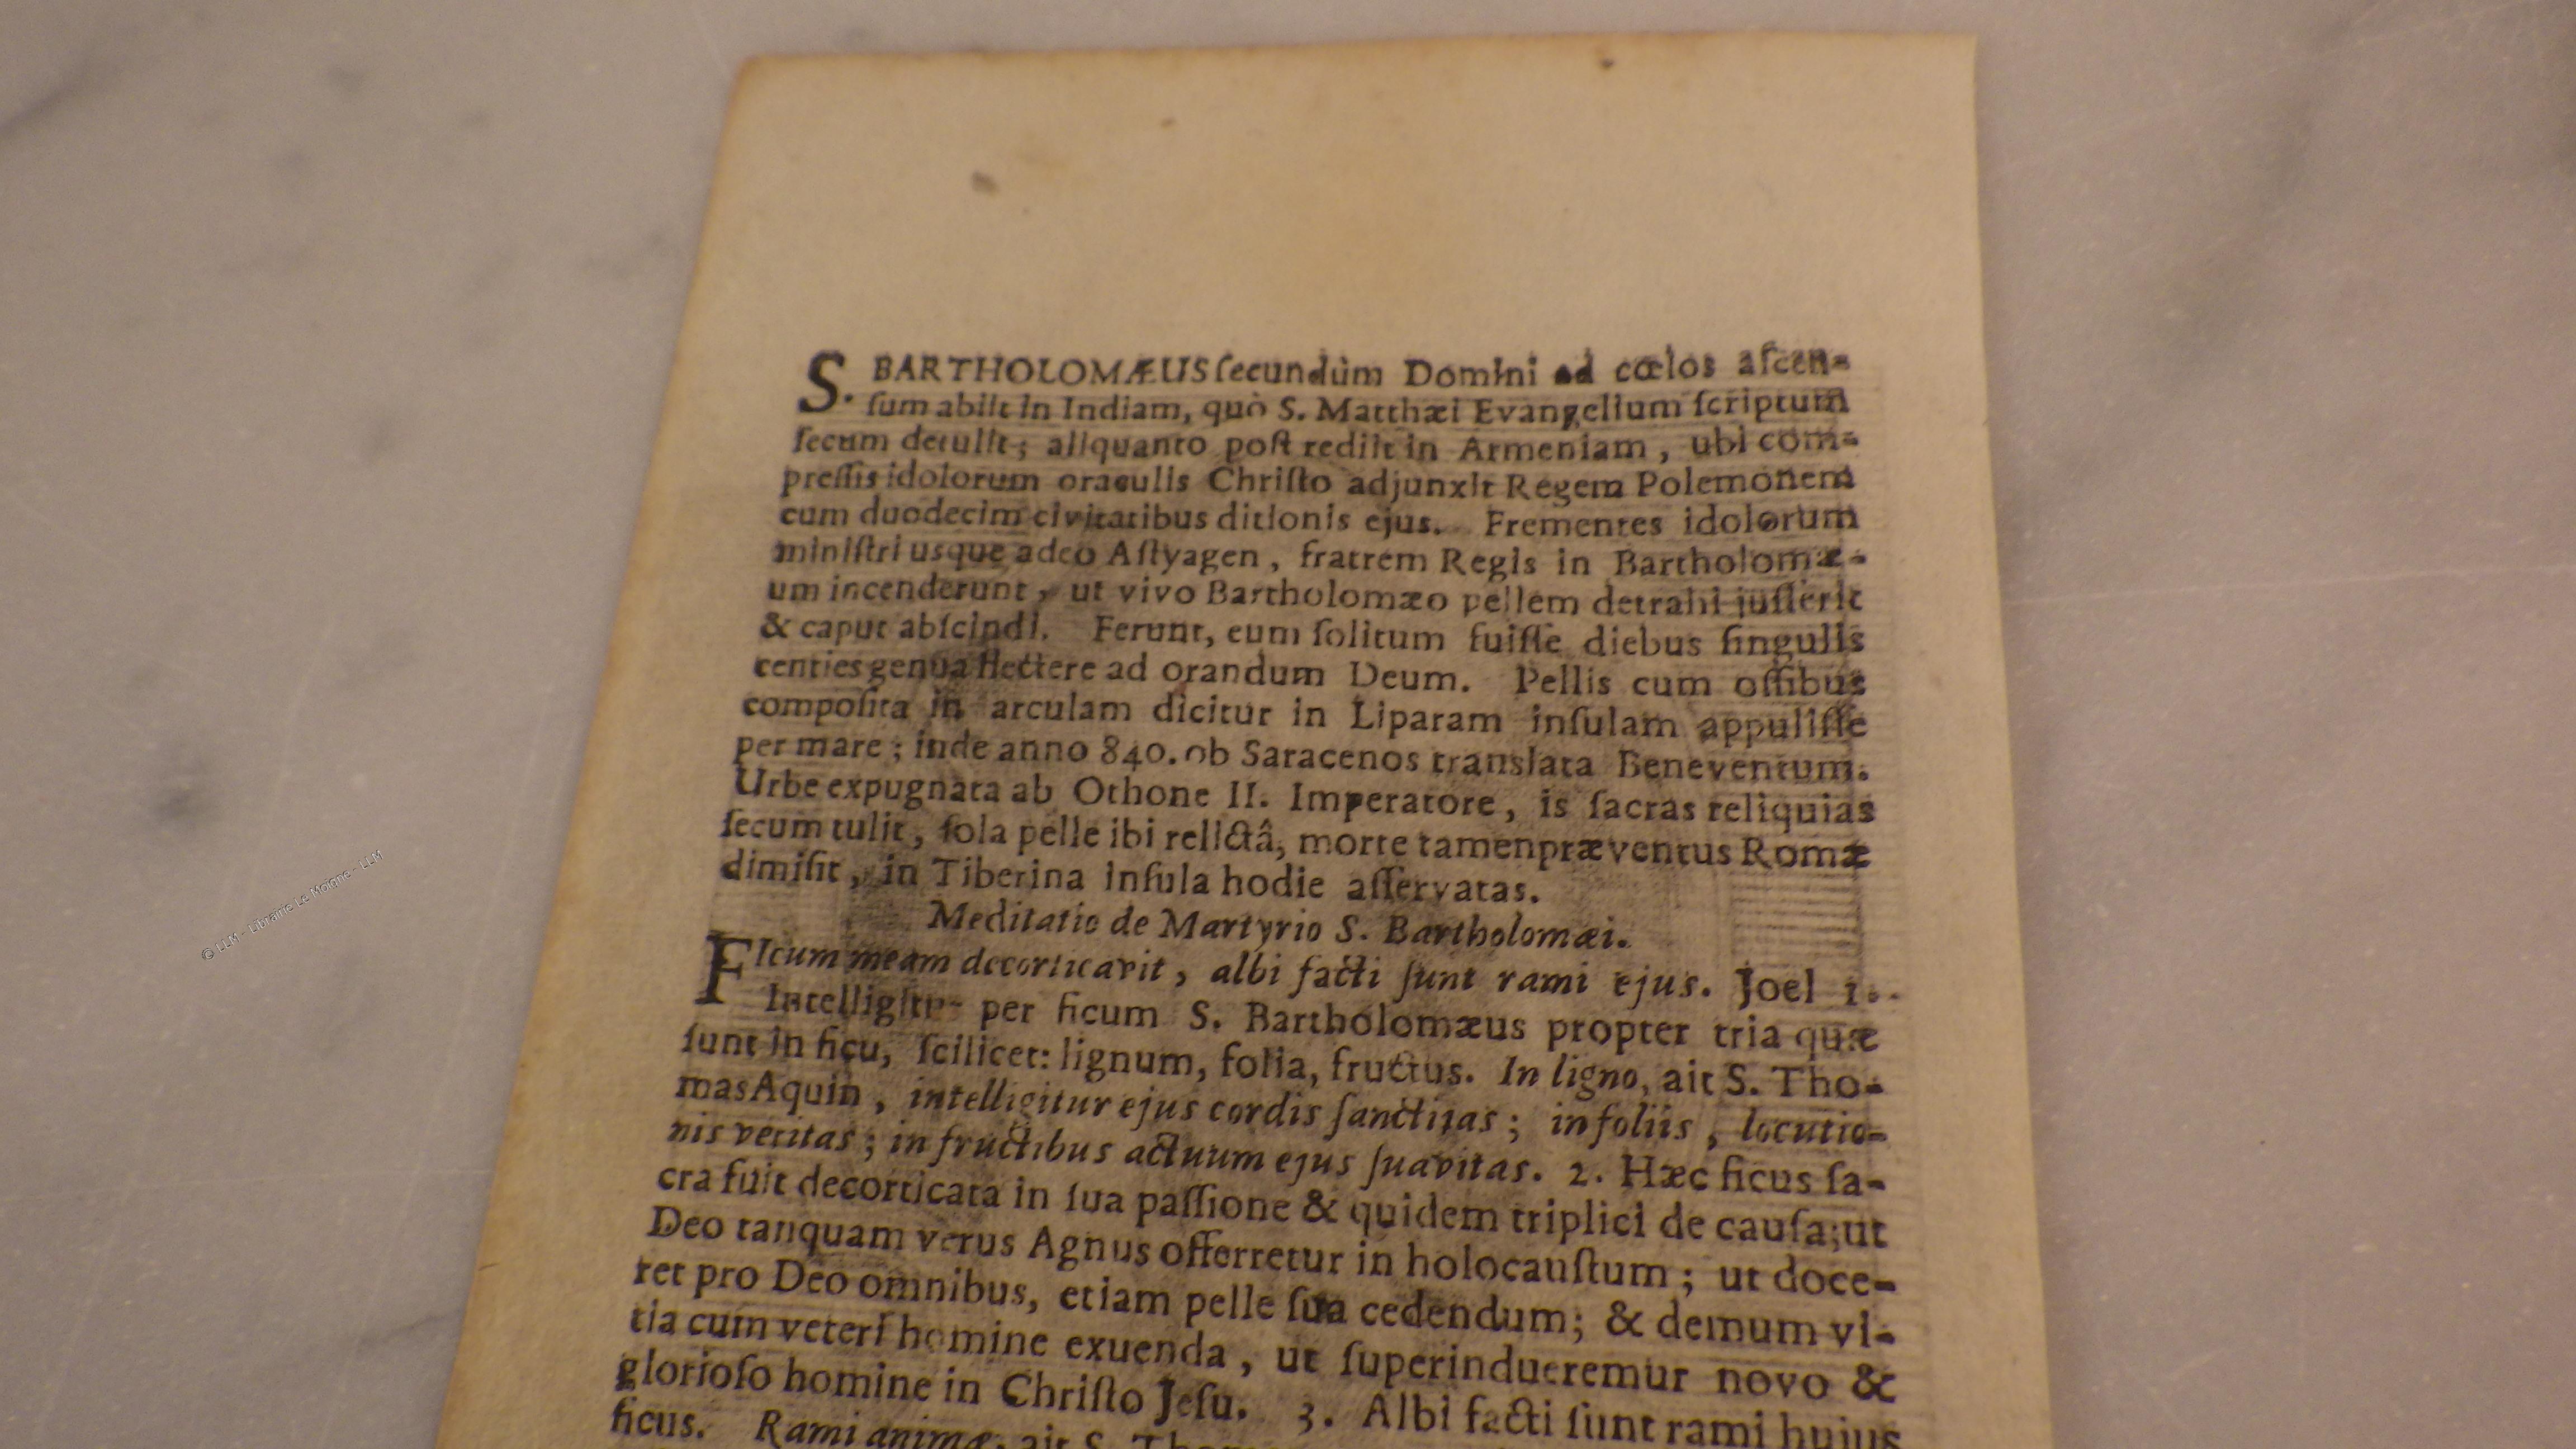 S. BARTHOLOMÆUS ſecundùm Domini ad cœlos aſcen-
ſum abiit in Indiam, quò S. Matthæi Evangelium ſcriptum
ſecum detulit; aliquanto poſt rediit in Armeniam, ubi com-
preſſis idolorum oraculis Chriſto adjunxit Regem Polemonem
cum duodecim civitatibus ditionis ejus. Frementes idolorum
miniſtri usque adeo Aſtyagen, fratrem Regis in Bartholomæ-
um incenderunt, ut vivo Bartholomæo pellem detrahi juſſerit
& caput abſcindi. Ferunt, eum ſolitum fuiſſe diebus ſingulis
centies genua flectere ad orandum Deum. Pellis cum oſſibus
compoſita in arculam dicitur in Liparam inſulam appuliſſe
per mare; inde anno 840. ob Saracenos translata Beneventum.
Urbe expugnata ab Othone II. Imperatore, is ſacras reliquias
ſecum tulit, ſola pelle ibi relictâ, morte tamen præventus Romæ
dimiſit, in Tiberina inſula hodie aſſervatas.
Meditatio de Martyrio S. Bartholomæi.
FIcum meam decorticavit, albi facti ſunt rami ejus. Joel 1.
Intelligitur per ficum S. Bartholomæus propter tria quæ
ſunt in ficu, ſcilicet: lignum, folia, fructus. In ligno, ait S. Tho-
mas Aquin, intelligitur ejus cordis ſanctitas; in foliis, locutio-
nis veritas; in fructibus actuum ejus ſuavitas. 2. Hæc ficus ſa-
cra fuit decorticata in ſua paſſione & quidem triplici de cauſa; ut
Deo tanquam verus Agnus offerretur in holocauſtum; ut doce-
ret pro Deo omnibus, etiam pelle ſua cedendum; & demum vi-
tia cum veteri homine exuenda, ut ſuperindueremur novo &
glorioſo homine in Chriſto Jeſu. 3. Albi facti ſunt rami hujus
ficus. Rami animæ, ait S.
© LLM - Librairie Le Moigne - LLM